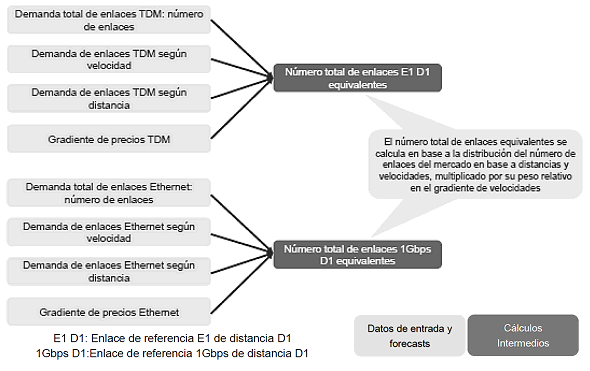 Demanda total de enlaces TDM: número
de enlaces
Demanda de enlaces TDM según
velocidad
Demanda de enlaces TDM según
distancia
Gradiente de precios TDM
Número total de enlaces E1 D1
equivalentes
El número total de enlaces equivalentes se
calcula en base a la distribución del número de
enlaces del mercado en base a distancias y
velocidades, multiplicado por su peso relativo
en el gradiente de velocidades
Demanda total de enlaces Ethernet:
número de enlaces
Demanda de enlaces Ethernet según
velocidad
Demanda de enlaces Ethernet según
distancia
Gradiente de precios Ethernet
Número total de enlaces 1Gbps
D1 equivalentes
E1 D1: Enlace de referencia E1 de distancia D1
1Gbps D1:Enlace de referencia 1Gbps de distancia D1
Datos de entrada y
forecasts
Cálculos
Intermedios